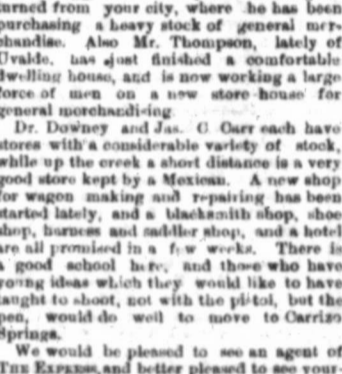 turned from your city, where he has been
purchasing a heavy stock of general mer-
chandise. Also Mr. Thompson, lately of
Uvalde, has just finished a comfortable
dwelling house, and is now working a large
force of men on a new store house for
general merchandising
Dr. Downey and Jas. C Carr each have
stores with a considerable variety of stock,
while up the creek a short distance is a very
good store kept by a Mexican. A new shop
for wagon making and repairing has been
started lately, and a blacksmith shop, shoe
shop, harness and saddler shop, and a hotel
are all promised in a few weeks. There is
a good school here, and those who have
young ideas which they would like to have
taught to shoot, not with the pistol, but the
pen, would do well to move to Carrizo
Springs.
We would be pleased to see an agent of
THE EXPRESS, and better pleased to see your-